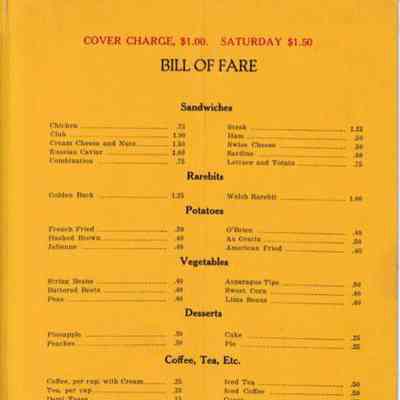 COVER CHARGE, $1.00. SATURDAY $1.50
BILL OF FARE
Sandwiches
Chicken .75
Club 1.00
Cream Cheese and Nuts 1.50
Russian Caviar 1.60
Combination .75
Steak 1.25
Ham .50
Swiss Cheese .50
Sardine .60
Lettuce and Tomato .75
Rarebits
Golden Buck 1.25
Welsh Rarebit 1.00
Potatoes
French Fried .30
Hashed Brown .40
Julienne .40
O'Brien .40
Au Gratin .50
American Fried .40
Vegetables
String Beans .40
Buttered Beets .40
Peas .40
Asparagus Tips .50
Sweet Corn .40
Lima Beans .40
Desserts
Pineapple .50
Peaches .50
Cake .25
Pie .25
Coffee, Tea, Etc.
Coffee, per cup, with Cream .25
Tea, per cup .25
Demi Tasse
Iced Tea .50
Iced Coffee .50